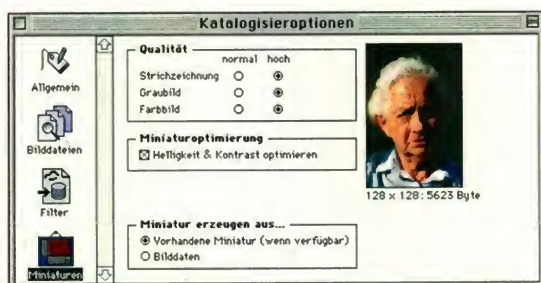 Katalogisieroptionen
Allgemein
Bilddateien
Filter
Miniaturen
Qualität
normal hoch
Strichzeichnung
Graubild
Farbbild
Miniaturoptimierung
Helligkeit & Kontrast optimieren
Miniatur erzeugen aus...
Vorhandene Miniatur (wenn verfügbar)
Bilddaten
128 x 128: 5623 Byte